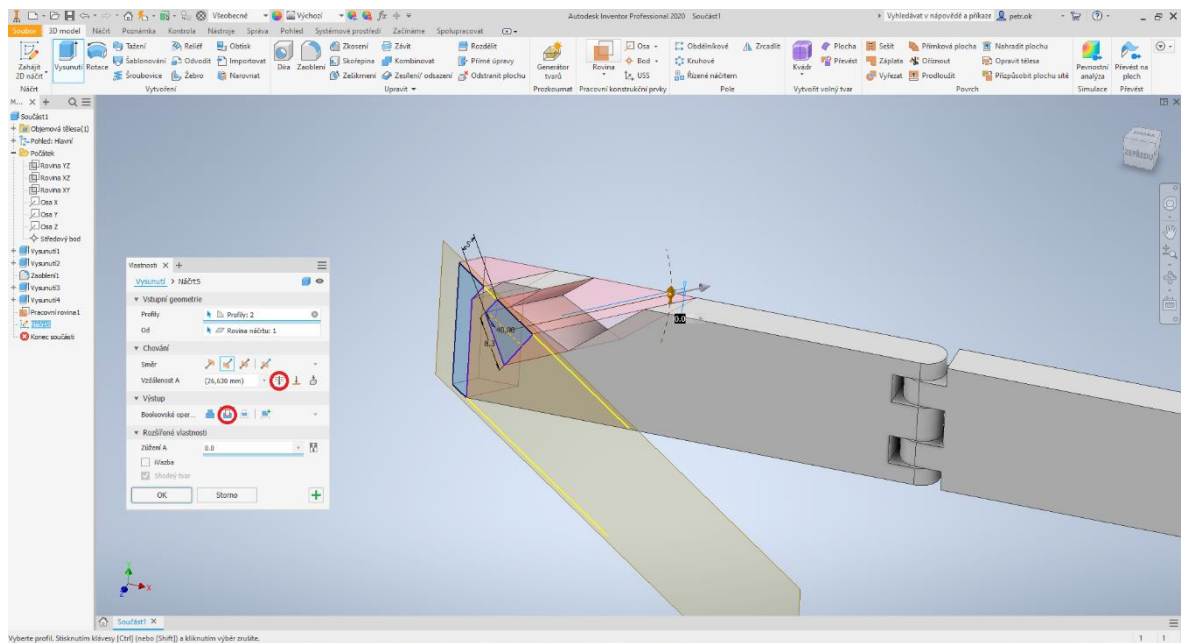 Všeobecné Výchozí Autodesk Inventor Professional 2020 Součást1 Vyhledávat v nápovědě a příkaze petr.ok
Soubor 3D model Náčrt Poznámka Kontrola Nástroje Správa Pohled Systémové prostředí Začínáme Spolupracovat
Tažení Reliéf Obtisk Zkosení Závit Rozdělit Osa Obdélníkové Zrcadlit Plocha Sešít Přímková plocha Nahradit plochu
Zahájit 2D náčrt Vysunutí Rotace Šablonování Odvodit Importovat Díra Zaoblení Skořepina Kombinovat Přímé úpravy Generátor tvarů Rovina Bod Kruhové Kvádr Převést Záplata Oříznout Opravit tělesa Pevnostní analýza Převést na plech
Šroubovice Žebro Narovnat Zesílení/ odsazení Odstranit plochu USS Řízené náčrtem Vyřezat Prodloužit Přizpůsobit plochu sítě
Náčrt Vytvoření Upravit Prozkoumat Pracovní konstrukční prvky Pole Vytvořit volný tvar Povrch Simulace Převést
M... X +
Součást1
Objemová tělesa(1)
Pohled: Hlavní
Počátek
Rovina YZ
Rovina XZ
Rovina XY
Osa X
Osa Y
Osa Z
Středový bod
Vysunutí1
Vysunutí2
Zaoblení1
Vysunutí3
Vysunutí4
Pracovní rovina1
Konec součásti
ZEPŘEDU
Vlastnosti X +
Vysunutí > Náčrt5
Vstupní geometrie
Profily Profily: 2
Od Rovina náčrtu: 1
Chování
Směr
Vzdálenost A (26,630 mm)
Výstup
Booleovské oper...
Rozšířené vlastnosti
Zúžení A 0.0
iVazba
Shodný tvar
OK Storno
40,00
8,3
0.0
X
Součást1 X
Vyberte profil. Stisknutím klávesy [Ctrl] (nebo [Shift]) a kliknutím výběr zrušíte. 1 1